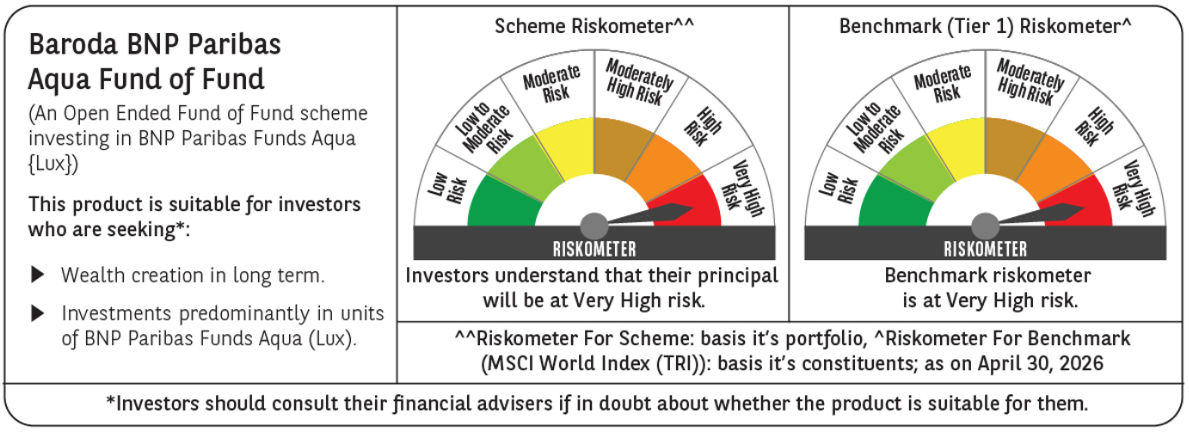 Baroda BNP Paribas
Aqua Fund of Fund
(An Open Ended Fund of Fund scheme
investing in BNP Paribas Funds Aqua
{Lux})
This product is suitable for investors
who are seeking*:
▶ Wealth creation in long term.
▶ Investments predominantly in units
of BNP Paribas Funds Aqua (Lux).
Scheme Riskometer^^
Low
Risk
Low to
Moderate
Risk
Moderate
Risk
Moderately
High Risk
High
Risk
Very High
Risk
RISKOMETER
Investors understand that their principal
will be at Very High risk.
Benchmark (Tier 1) Riskometer^
Low
Risk
Low to
Moderate
Risk
Moderate
Risk
Moderately
High Risk
High
Risk
Very High
Risk
RISKOMETER
Benchmark riskometer
is at Very High risk.
^^Riskometer For Scheme: basis it’s portfolio, ^Riskometer For Benchmark
(MSCI World Index (TRI)): basis it’s constituents; as on April 30, 2026
*Investors should consult their financial advisers if in doubt about whether the product is suitable for them.